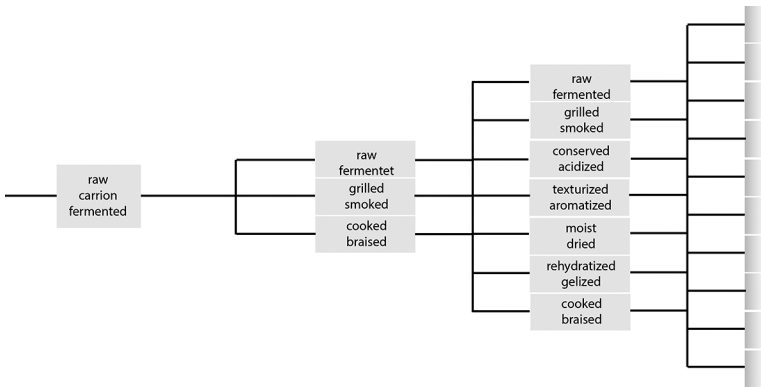 raw
carrion
fermented
raw
fermentet
grilled
smoked
cooked
braised
raw
fermented
grilled
smoked
conserved
acidized
texturized
aromatized
moist
dried
rehydratized
gelized
cooked
braised